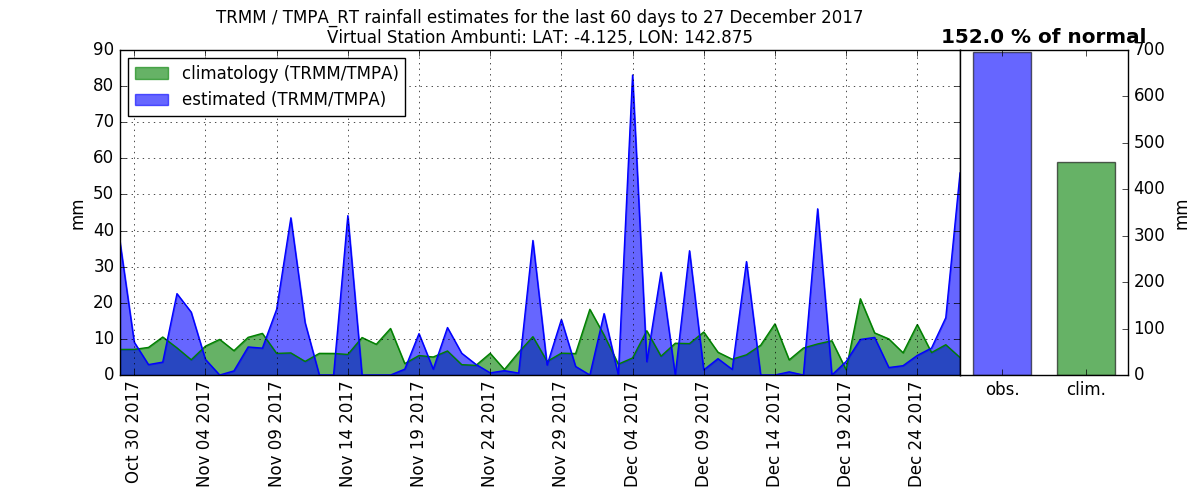 TRMM / TMPA_RT rainfall estimates for the last 60 days to 27 December 2017
Virtual Station Ambunti: LAT: -4.125, LON: 142.875
152.0 % of normal
climatology (TRMM/TMPA)
estimated (TRMM/TMPA)
90
80
70
60
50
40
30
20
10
0
mm
Oct 30 2017
Nov 04 2017
Nov 09 2017
Nov 14 2017
Nov 19 2017
Nov 24 2017
Nov 29 2017
Dec 04 2017
Dec 09 2017
Dec 14 2017
Dec 19 2017
Dec 24 2017
obs.
clim.
700
600
500
400
300
200
100
0
mm